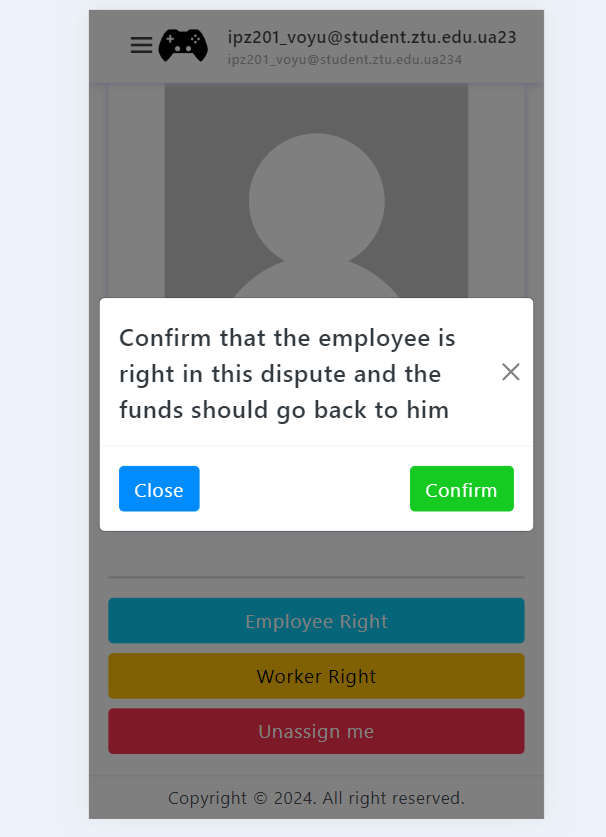 ipz201_voyu@student.ztu.edu.ua23
ipz201_voyu@student.ztu.edu.ua234
Confirm that the employee is
right in this dispute and the
funds should go back to him
Close
Confirm
Employee Right
Worker Right
Unassign me
Copyright © 2024. All right reserved.